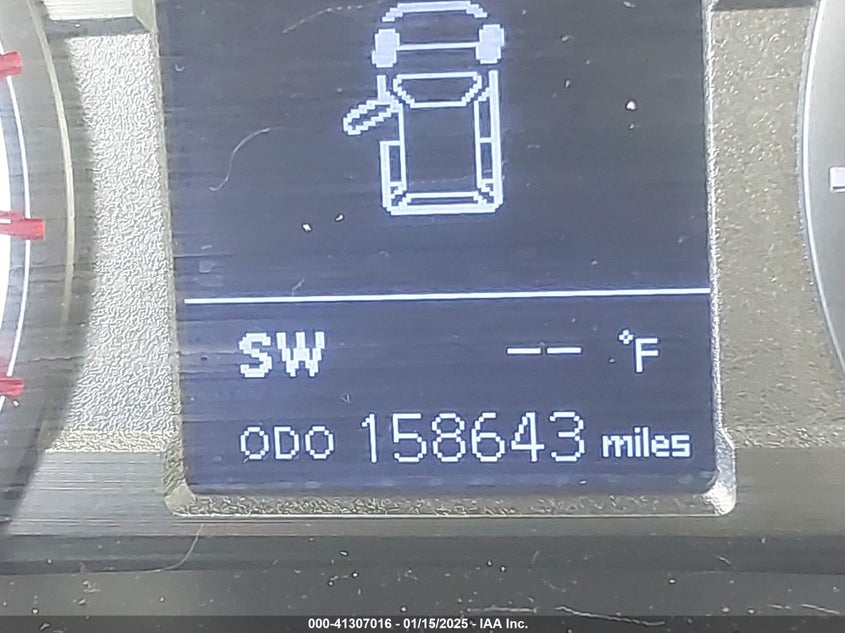 SW -- °F
ODO 158643 miles
000-41307016 - 01/15/2025 - IAA Inc.